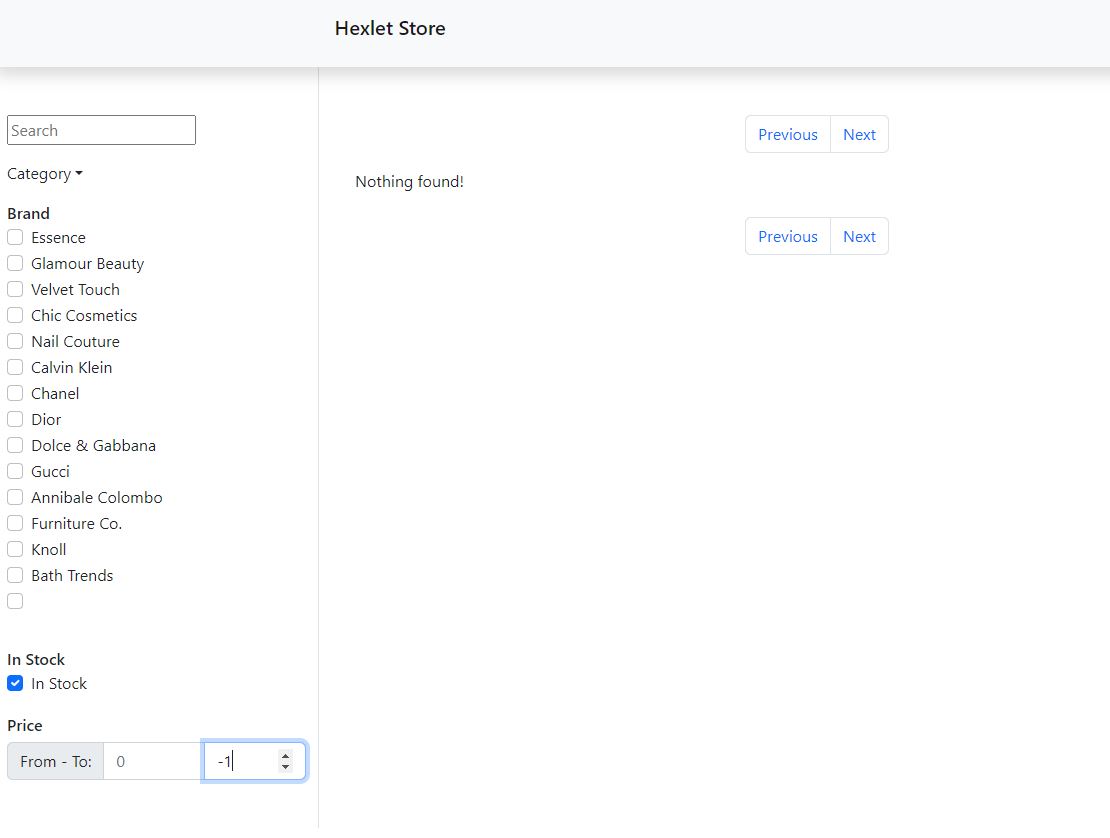 Hexlet Store
Search
Category
Brand
Essence
Glamour Beauty
Velvet Touch
Chic Cosmetics
Nail Couture
Calvin Klein
Chanel
Dior
Dolce & Gabbana
Gucci
Annibale Colombo
Furniture Co.
Knoll
Bath Trends
In Stock
In Stock
Price
From - To: 0 -1
Previous Next
Nothing found!
Previous Next